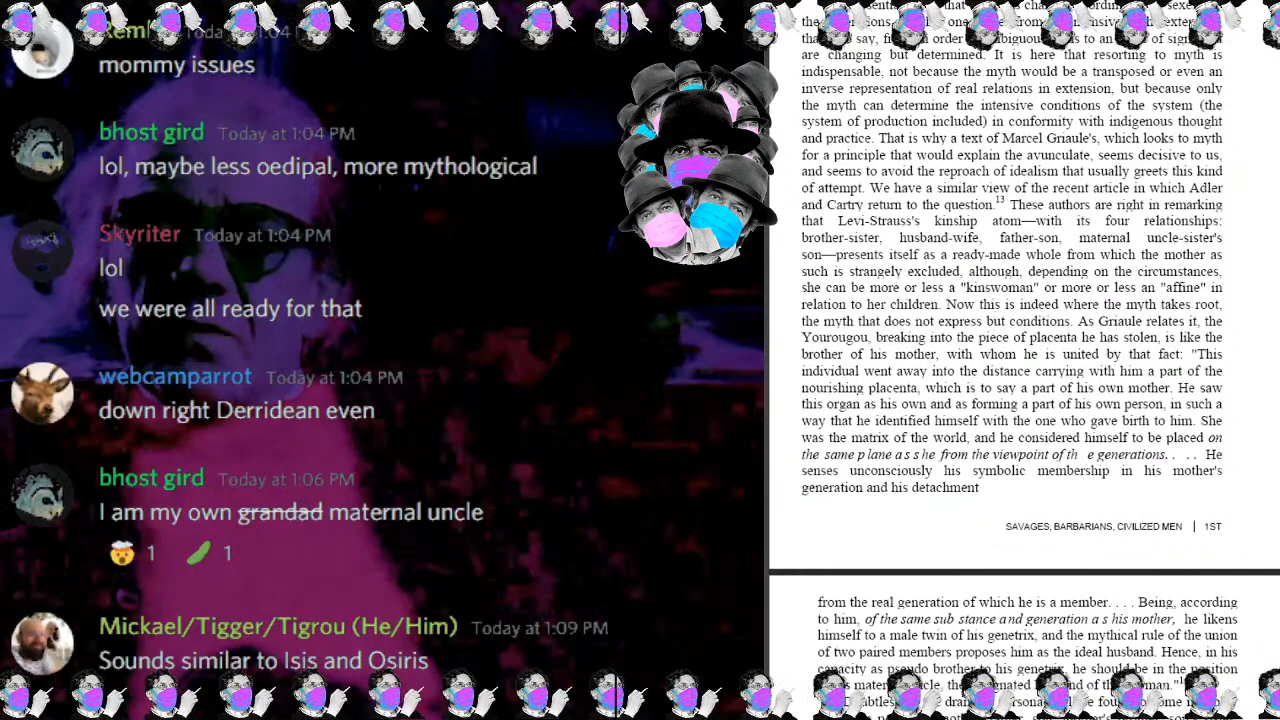 Today at 1:04
mommy issues
bhost gird Today at 1:04 PM
lol, maybe less oedipal, more mythological
Skyriter Today at 1:04 PM
lol
we were all ready for that
webcamparrot Today at 1:04 PM
down right Derridean even
bhost gird Today at 1:06 PM
I am my own grandad maternal uncle
1 1
Mickael/Tigger/Tigrou (He/Him) Today at 1:09 PM
Sounds similar to Isis and Osiris
are changing but determined. It is here that resorting to myth is
indispensable, not because the myth would be a transposed or even an
inverse representation of real relations in extension, but because only
the myth can determine the intensive conditions of the system (the
system of production included) in conformity with indigenous thought
and practice. That is why a text of Marcel Griaule's, which looks to myth
for a principle that would explain the avunculate, seems decisive to us,
and seems to avoid the reproach of idealism that usually greets this kind
of attempt. We have a similar view of the recent article in which Adler
and Cartry return to the question.13 These authors are right in remarking
that Levi-Strauss's kinship atom—with its four relationships:
brother-sister, husband-wife, father-son, maternal uncle-sister's
son—presents itself as a ready-made whole from which the mother as
such is strangely excluded, although, depending on the circumstances,
she can be more or less a "kinswoman" or more or less an "affine" in
relation to her children. Now this is indeed where the myth takes root,
the myth that does not express but conditions. As Griaule relates it, the
Yourougou, breaking into the piece of placenta he has stolen, is like the
brother of his mother, with whom he is united by that fact: "This
individual went away into the distance carrying with him a part of the
nourishing placenta, which is to say a part of his own mother. He saw
this organ as his own and as forming a part of his own person, in such a
way that he identified himself with the one who gave birth to him. She
was the matrix of the world, and he considered himself to be placed on
the same p lane a s s he from the viewpoint of th e generations. . . . He
senses unconsciously his symbolic membership in his mother's
generation and his detachment
SAVAGES, BARBARIANS, CIVILIZED MEN | 1ST
from the real generation of which he is a member. . . . Being, according
to him, of the same sub stance and generation a s his mother, he likens
himself to a male twin of his genetrix, and the mythical rule of the union
of two paired members proposes him as the ideal husband. Hence, in his
capacity as pseudo brother to his genetrix, he should be in the position